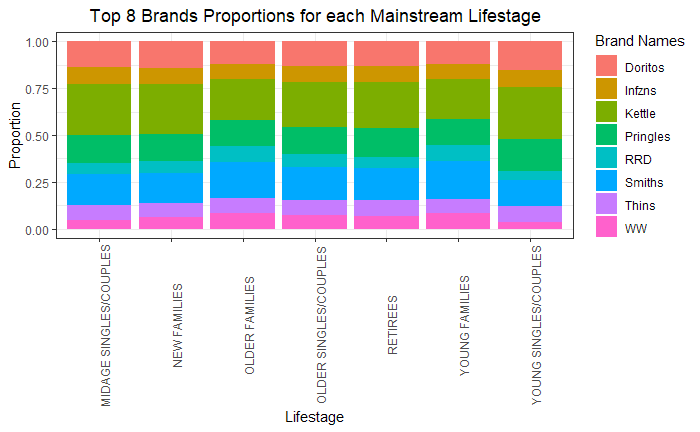 Top 8 Brands Proportions for each Mainstream Lifestage
Proportion
1.00
0.75
0.50
0.25
0.00
MIDAGE SINGLES/COUPLES
NEW FAMILIES
OLDER FAMILIES
OLDER SINGLES/COUPLES
RETIREES
YOUNG FAMILIES
YOUNG SINGLES/COUPLES
Lifestage
Brand Names
Doritos
Infzns
Kettle
Pringles
RRD
Smiths
Thins
WW